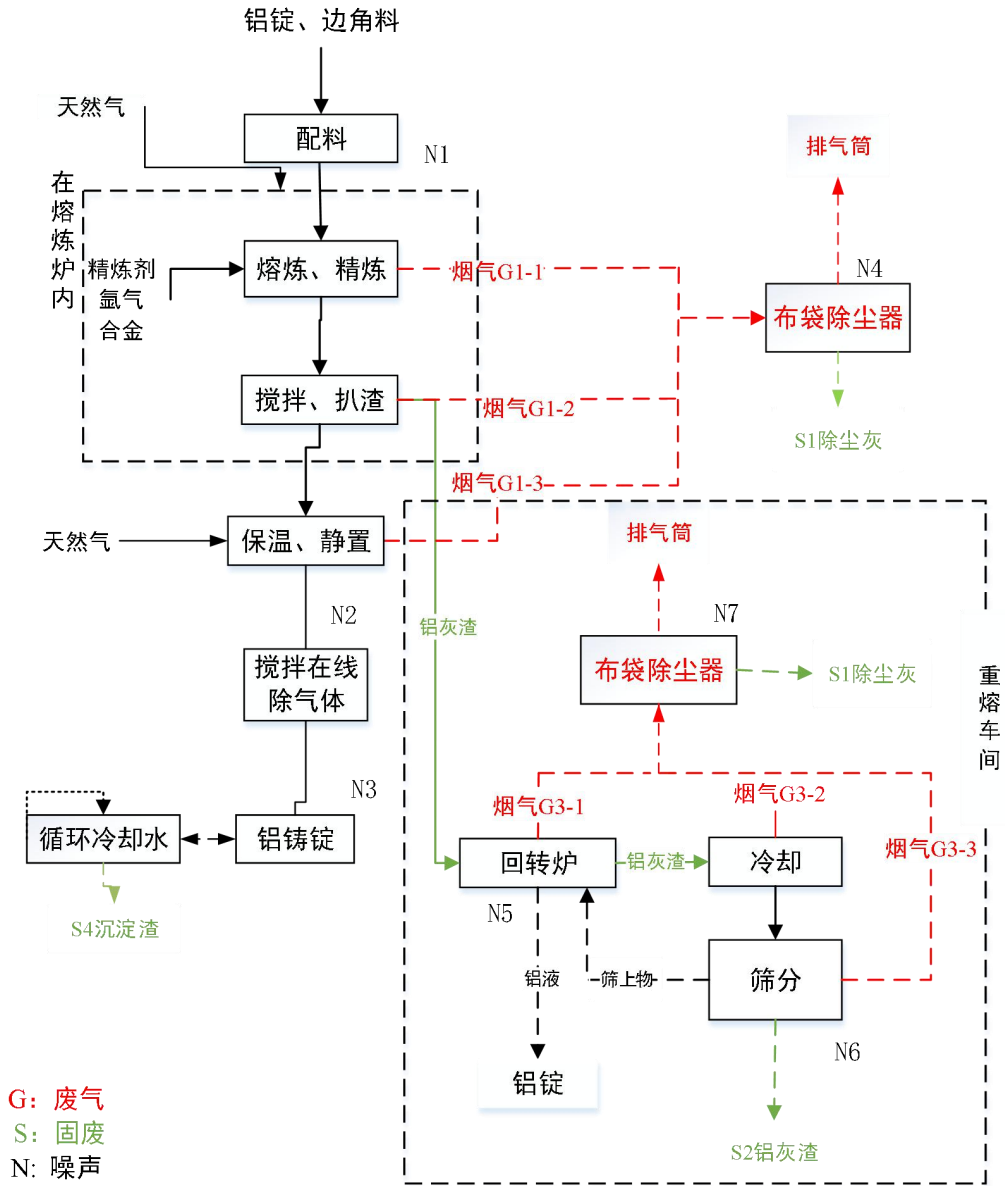 铝锭、边角料
天然气
配料
N1
排气筒
在熔炼炉内
精炼剂
氩气
合金
熔炼、精炼
烟气G1-1
N4
布袋除尘器
搅拌、扒渣
烟气G1-2
S1除尘灰
烟气G1-3
天然气
保温、静置
排气筒
N2
铝灰渣
N7
搅拌在线
除气体
布袋除尘器
S1除尘灰
重熔车间
N3
烟气G3-1
烟气G3-2
循环冷却水
铝铸锭
回转炉
铝灰渣
冷却
烟气G3-3
S4沉淀渣
N5
铝液
筛上物
筛分
N6
铝锭
S2铝灰渣
G：废气
S：固废
N: 噪声